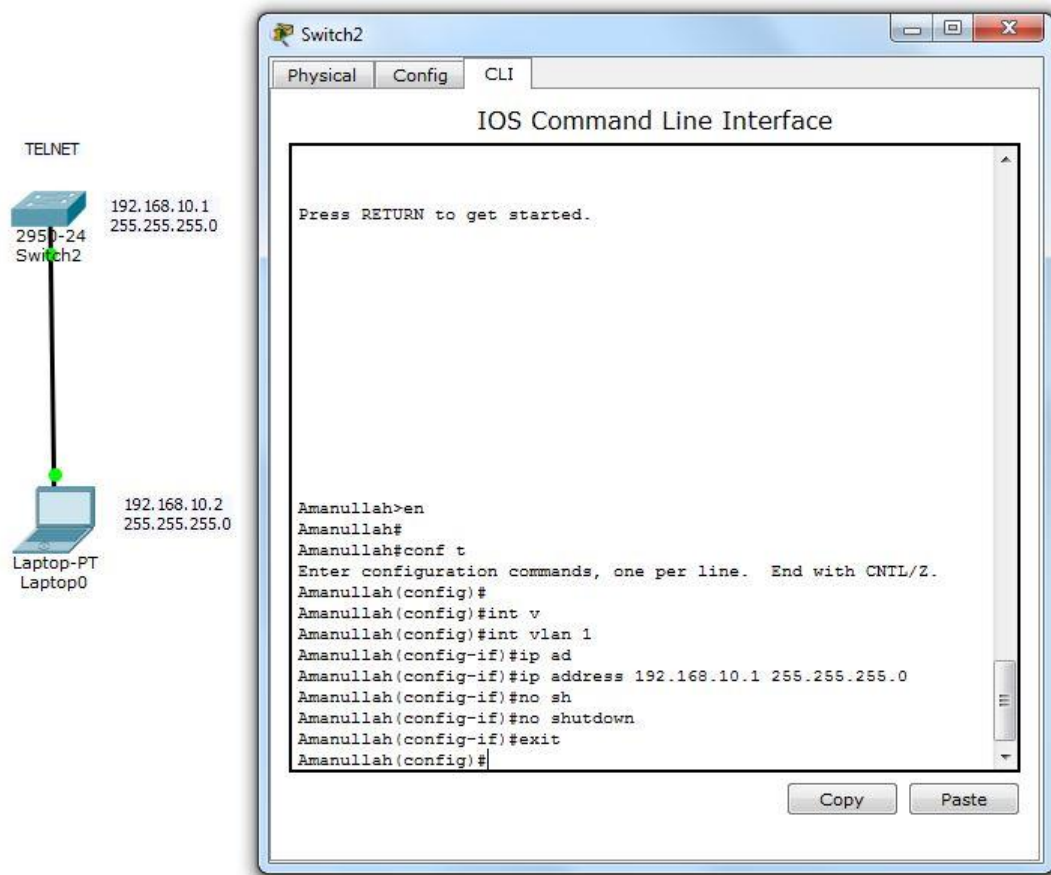 TELNET
192.168.10.1
255.255.255.0
2950-24
Switch2
192.168.10.2
255.255.255.0
Laptop-PT
Laptop0
Switch2
Physical
Config
CLI
IOS Command Line Interface
Press RETURN to get started.
Amanullah>en
Amanullah#
Amanullah#conf t
Enter configuration commands, one per line.  End with CNTL/Z.
Amanullah(config)#
Amanullah(config)#int v
Amanullah(config)#int vlan 1
Amanullah(config-if)#ip ad
Amanullah(config-if)#ip address 192.168.10.1 255.255.255.0
Amanullah(config-if)#no sh
Amanullah(config-if)#no shutdown
Amanullah(config-if)#exit
Amanullah(config)#
Copy
Paste